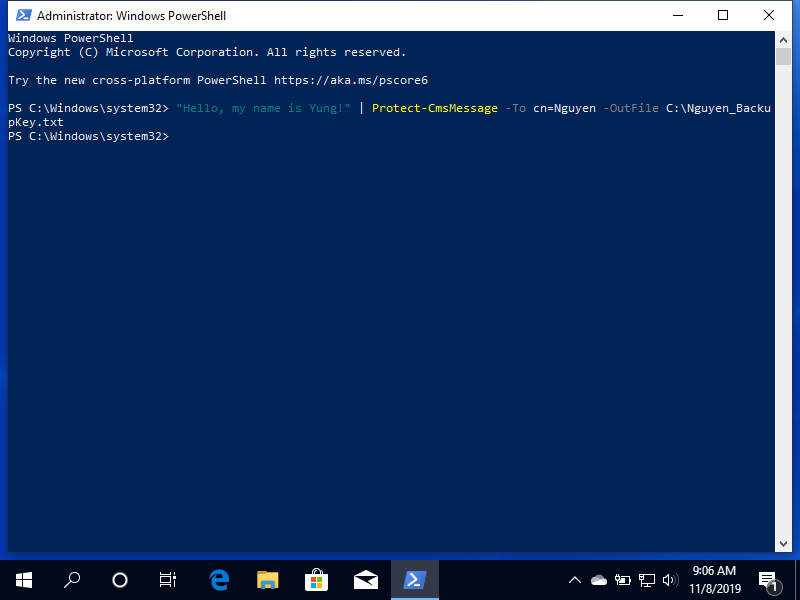 Administrator: Windows PowerShell
Windows PowerShell
Copyright (C) Microsoft Corporation. All rights reserved.
Try the new cross-platform PowerShell https://aka.ms/pscore6
PS C:\Windows\system32> "Hello, my name is Yung!" | Protect-CmsMessage -To cn=Nguyen -OutFile C:\Nguyen_Backu
pKey.txt
PS C:\Windows\system32>
9:06 AM
11/8/2019
1